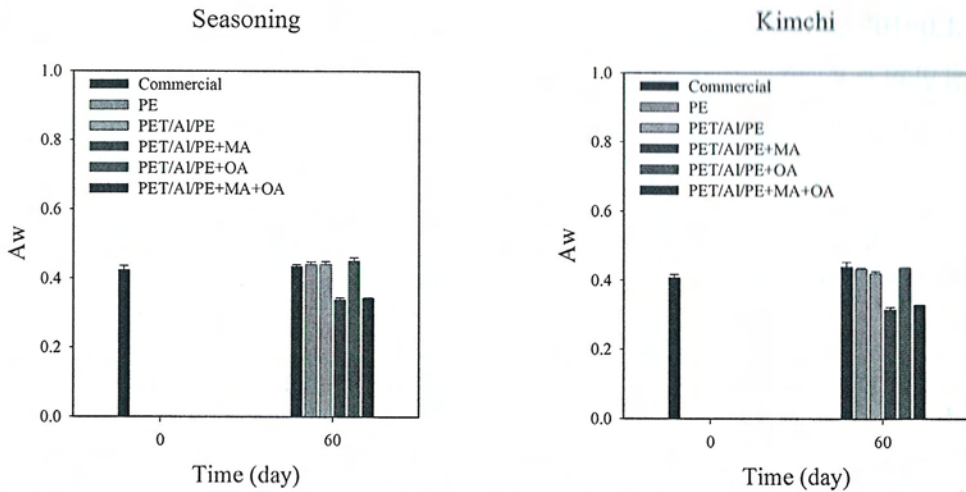 Seasoning
1.0
0.8
0.6
0.4
0.2
0.0
Aw
Commercial
PE
PET/Al/PE
PET/Al/PE+MA
PET/Al/PE+OA
PET/Al/PE+MA+OA
0
60
Time (day)
Kimchi
1.0
0.8
0.6
0.4
0.2
0.0
Aw
Commercial
PE
PET/Al/PE
PET/Al/PE+MA
PET/Al/PE+OA
PET/Al/PE+MA+OA
0
60
Time (day)